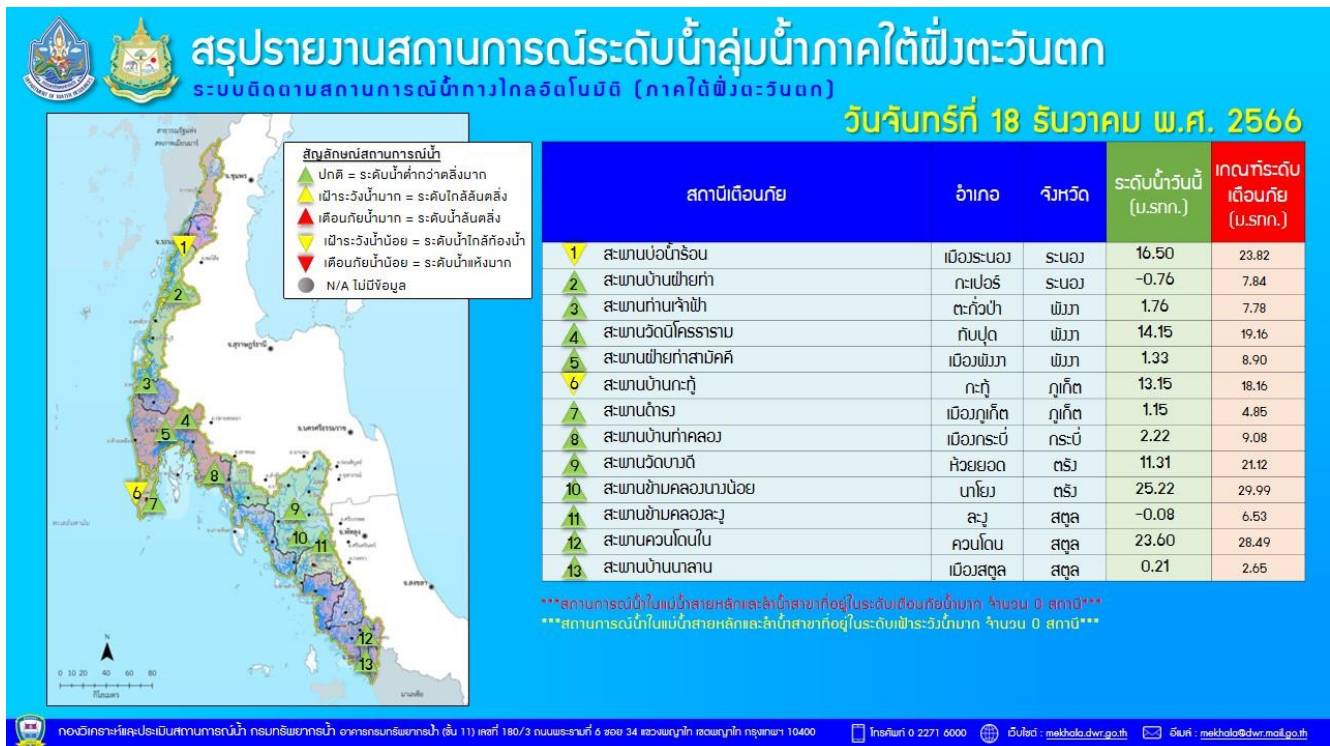 สรุปรายงานสถานการณ์ระดับน้ำลุ่มน้ำภาคใต้ฝั่งตะวันตก
ระบบติดตามสถานการณ์น้ำทางไกลอัตโนมัติ (ภาคใต้ฝั่งตะวันตก)
วันจันทร์ที่ 18 ธันวาคม พ.ศ. 2566
สัญลักษณ์สถานการณ์น้ำ
ปกติ = ระดับน้ำต่ำกว่าตลิ่งมาก
เฝ้าระวังน้ำมาก = ระดับใกล้ล้นตลิ่ง
เตือนภัยน้ำมาก = ระดับน้ำล้นตลิ่ง
เฝ้าระวังน้ำน้อย = ระดับน้ำใกล้ท้องน้ำ
เตือนภัยน้ำน้อย = ระดับน้ำแห้งมาก
N/A ไม่มีข้อมูล
จ.ชุมพร
จ.สุราษฎร์ธานี
จ.นครศรีธรรมราช
จ.พัทลุง
จ.สงขลา
มาเลเซีย
1
2
3
4
5
6
7
8
9
10
11
12
13
N
0 10 20 40 60 80
กิโลเมตร
สถานีเตือนภัย อำเภอ จังหวัด ระดับน้ำวันนี้ (ม.รทก.) เกณฑ์ระดับเตือนภัย (ม.รทก.)
1 สะพานบ่อน้ำร้อน เมืองระนอง ระนอง 16.50 23.82
2 สะพานบ้านฝ่ายท่า กะเปอร์ ระนอง -0.76 7.84
3 สะพานท่านเจ้าฟ้า ตะกั่วป่า พังงา 1.76 7.78
4 สะพานวัดนิโครธาราม ทับปุด พังงา 14.15 19.16
5 สะพานฝ่ายท่าสามัคคี เมืองพังงา พังงา 1.33 8.90
6 สะพานบ้านกะทู้ กะทู้ ภูเก็ต 13.15 18.16
7 สะพานดำรง เมืองภูเก็ต ภูเก็ต 1.15 4.85
8 สะพานบ้านท่าคลอง เมืองกระบี่ กระบี่ 2.22 9.08
9 สะพานวัดบางดี ห้วยยอด ตรัง 11.31 21.12
10 สะพานข้ามคลองนางน้อย นาโยง ตรัง 25.22 29.99
11 สะพานข้ามคลองละงู ละงู สตูล -0.08 6.53
12 สะพานควนโดนใน ควนโดน สตูล 23.60 28.49
13 สะพานบ้านนาลาน เมืองสตูล สตูล 0.21 2.65
***สถานการณ์น้ำในแม่น้ำสายหลักและลำน้ำสาขาที่อยู่ในระดับเตือนภัยน้ำมาก จำนวน 0 สถานี***
***สถานการณ์น้ำในแม่น้ำสายหลักและลำน้ำสาขาที่อยู่ในระดับเฝ้าระวังน้ำมาก จำนวน 0 สถานี***
กองวิเคราะห์และประเมินสถานการณ์น้ำ กรมทรัพยากรน้ำ อาคารกรมทรัพยากรน้ำ (ชั้น 11) เลขที่ 180/3 ถนนพระรามที่ 6 ซอย 34 แขวงพญาไท เขตพญาไท กรุงเทพฯ 10400 โทรศัพท์ 0 2271 6000 เว็บไซต์ : mekhala.dwr.go.th อีเมล์ : mekhala@dwr.mail.go.th